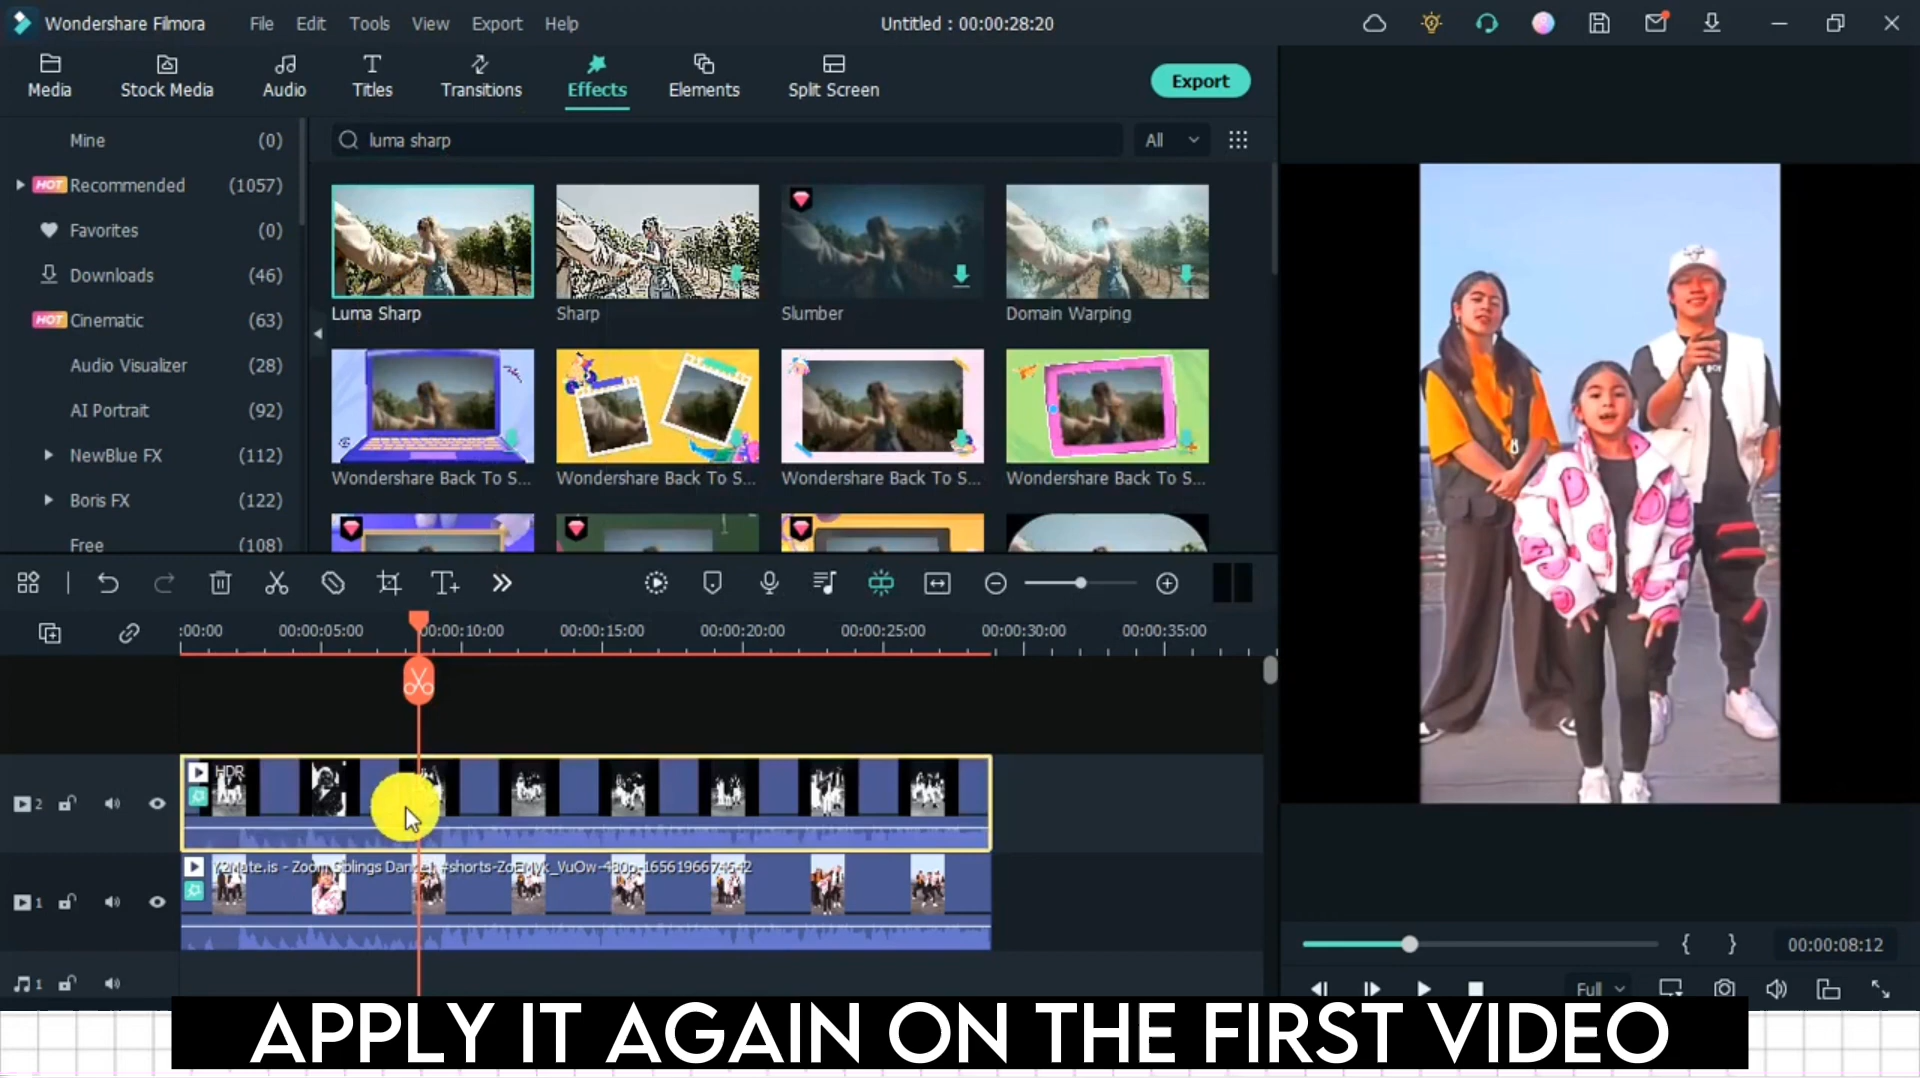 Wondershare Filmora File Edit Tools View Export Help Untitled : 00:00:28:20
Media Stock Media Audio Titles Transitions Effects Elements Split Screen Export
Mine (0)
luma sharp All
HOT Recommended (1057)
Favorites (0)
Downloads (46)
HOT Cinematic (63)
Audio Visualizer (28)
AI Portrait (92)
NewBlue FX (112)
Boris FX (122)
Free (108)
Luma Sharp Sharp Slumber Domain Warping
Wondershare Back To S... Wondershare Back To S... Wondershare Back To S... Wondershare Back To S...
:00:00 00:00:05:00 00:00:10:00 00:00:15:00 00:00:20:00 00:00:25:00 00:00:30:00 00:00:35:00
2 HDR
1 Y2Mate.is - Zoom Siblings Dance
1
{ } 00:00:08:12
Full
APPLY IT AGAIN ON THE FIRST VIDEO